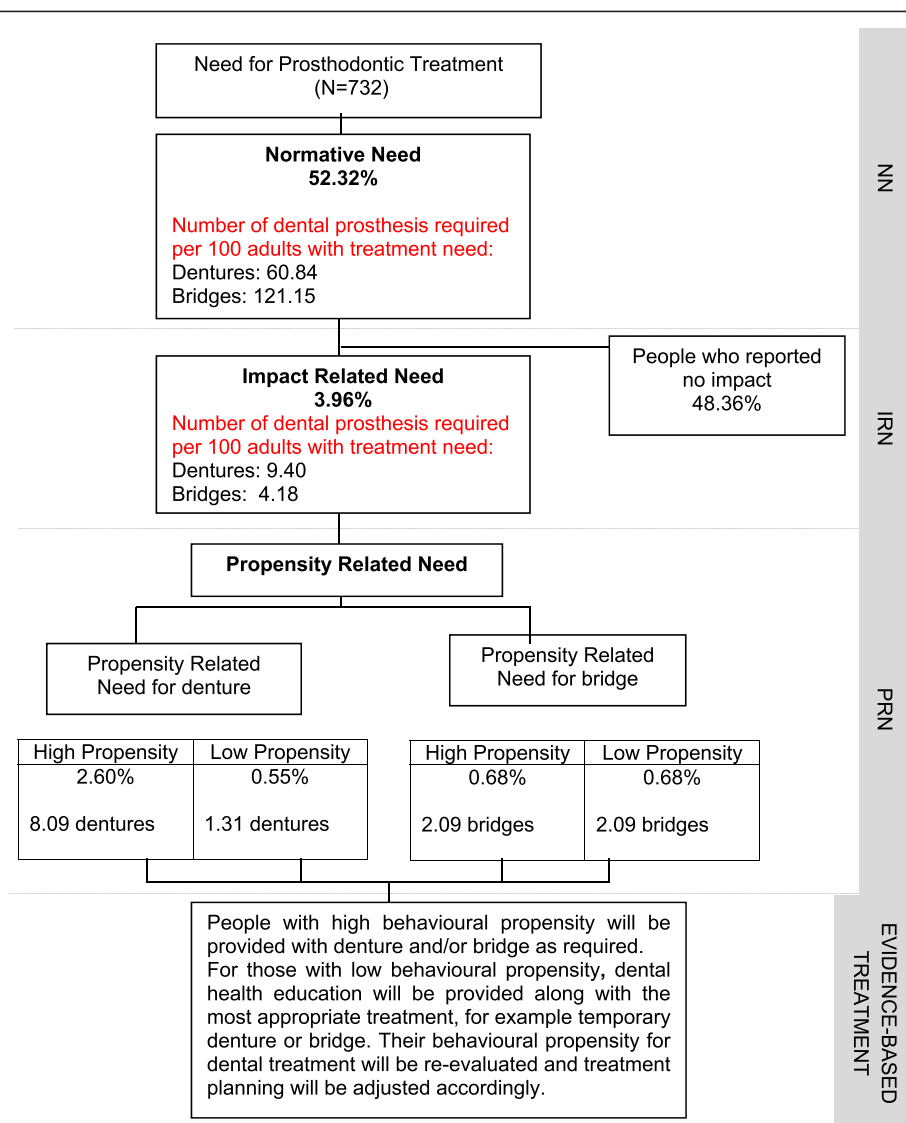 Need for Prosthodontic Treatment
(N=732)
Normative Need
52.32%
Number of dental prosthesis required
per 100 adults with treatment need:
Dentures: 60.84
Bridges: 121.15
NN
People who reported
no impact
48.36%
Impact Related Need
3.96%
Number of dental prosthesis required
per 100 adults with treatment need:
Dentures: 9.40
Bridges: 4.18
IRN
Propensity Related Need
Propensity Related
Need for denture
Propensity Related
Need for bridge
PRN
High Propensity
Low Propensity
2.60%
0.55%
8.09 dentures
1.31 dentures
High Propensity
Low Propensity
0.68%
0.68%
2.09 bridges
2.09 bridges
People with high behavioural propensity will be
provided with denture and/or bridge as required.
For those with low behavioural propensity, dental
health education will be provided along with the
most appropriate treatment, for example temporary
denture or bridge. Their behavioural propensity for
dental treatment will be re-evaluated and treatment
planning will be adjusted accordingly.
EVIDENCE-BASED
TREATMENT